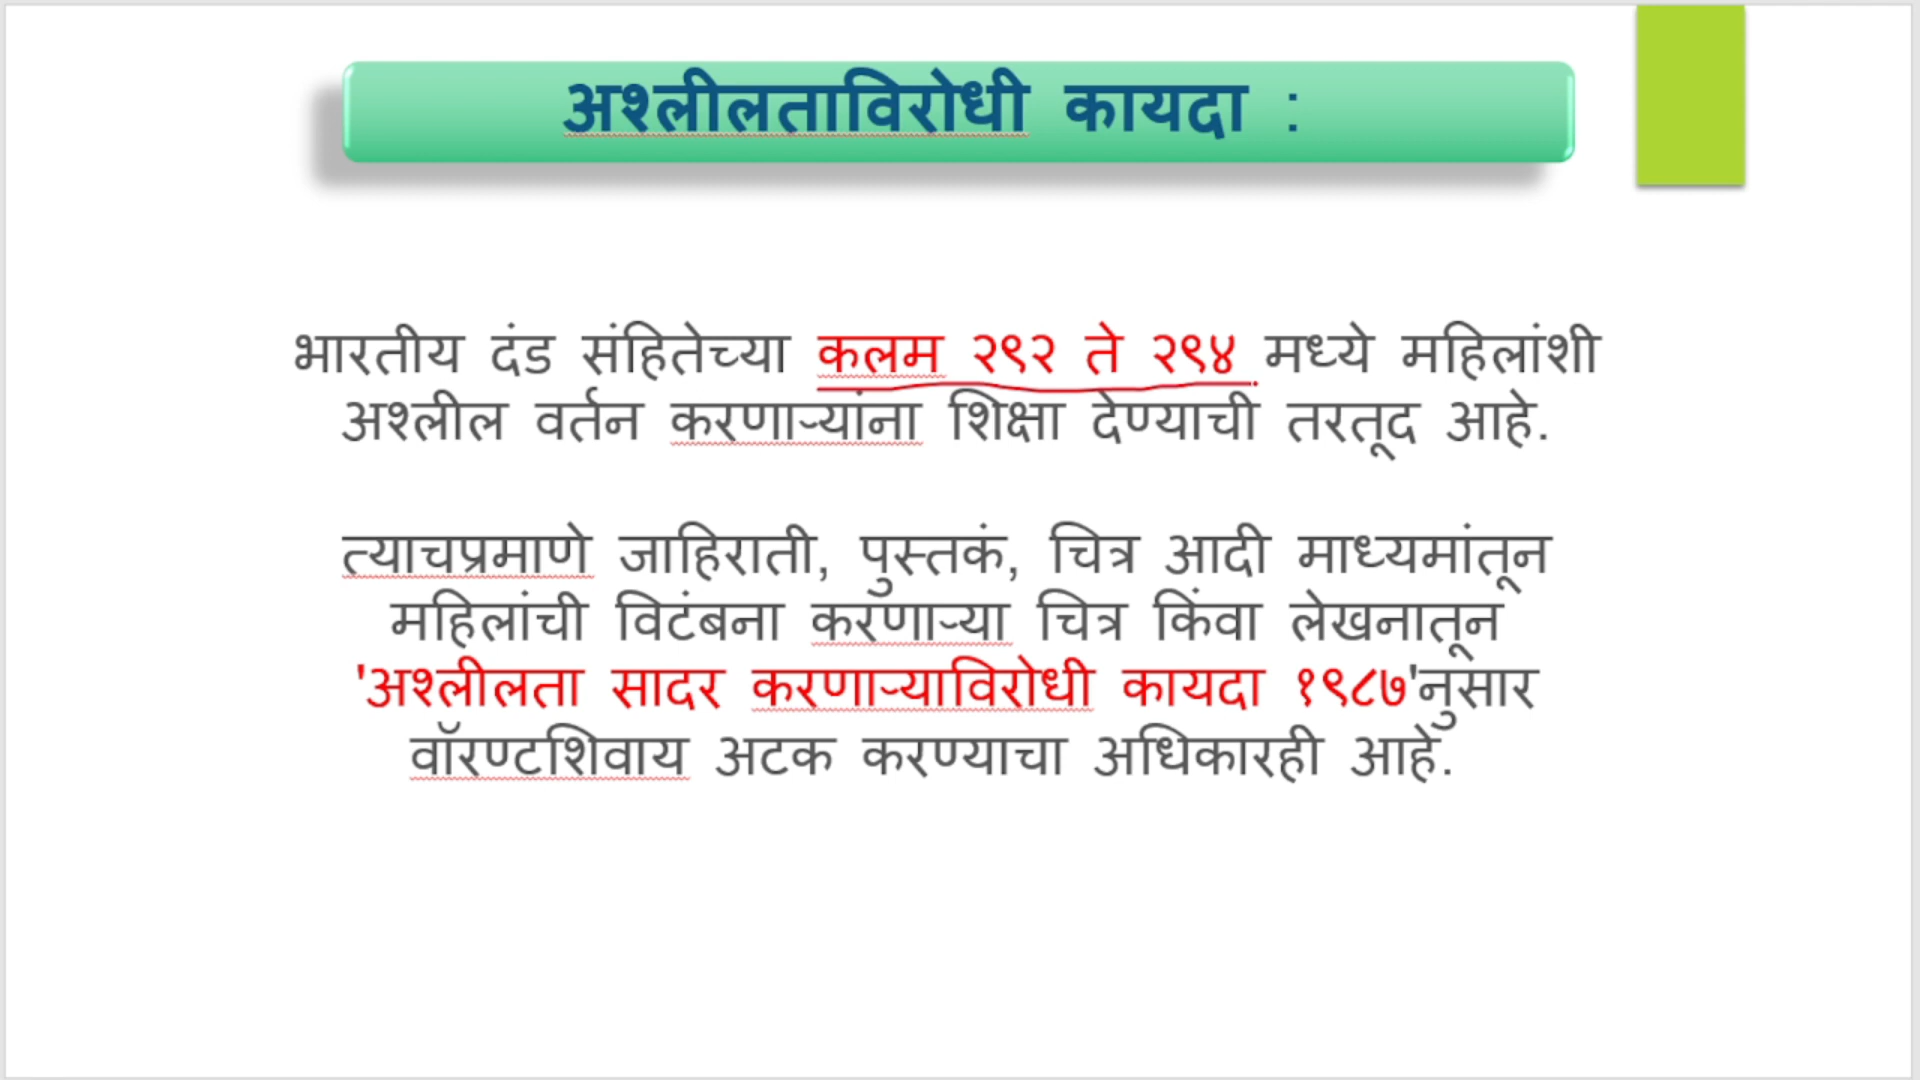 अश्लीलताविरोधी कायदा :
भारतीय दंड संहितेच्या कलम २९२ ते २९४ मध्ये महिलांशी
अश्लील वर्तन करणाऱ्यांना शिक्षा देण्याची तरतूद आहे.
त्याचप्रमाणे जाहिराती, पुस्तकं, चित्र आदी माध्यमांतून
महिलांची विटंबना करणाऱ्या चित्र किंवा लेखनातून
'अश्लीलता सादर करणाऱ्याविरोधी कायदा १९८७'नुसार
वॉरण्टशिवाय अटक करण्याचा अधिकारही आहे.